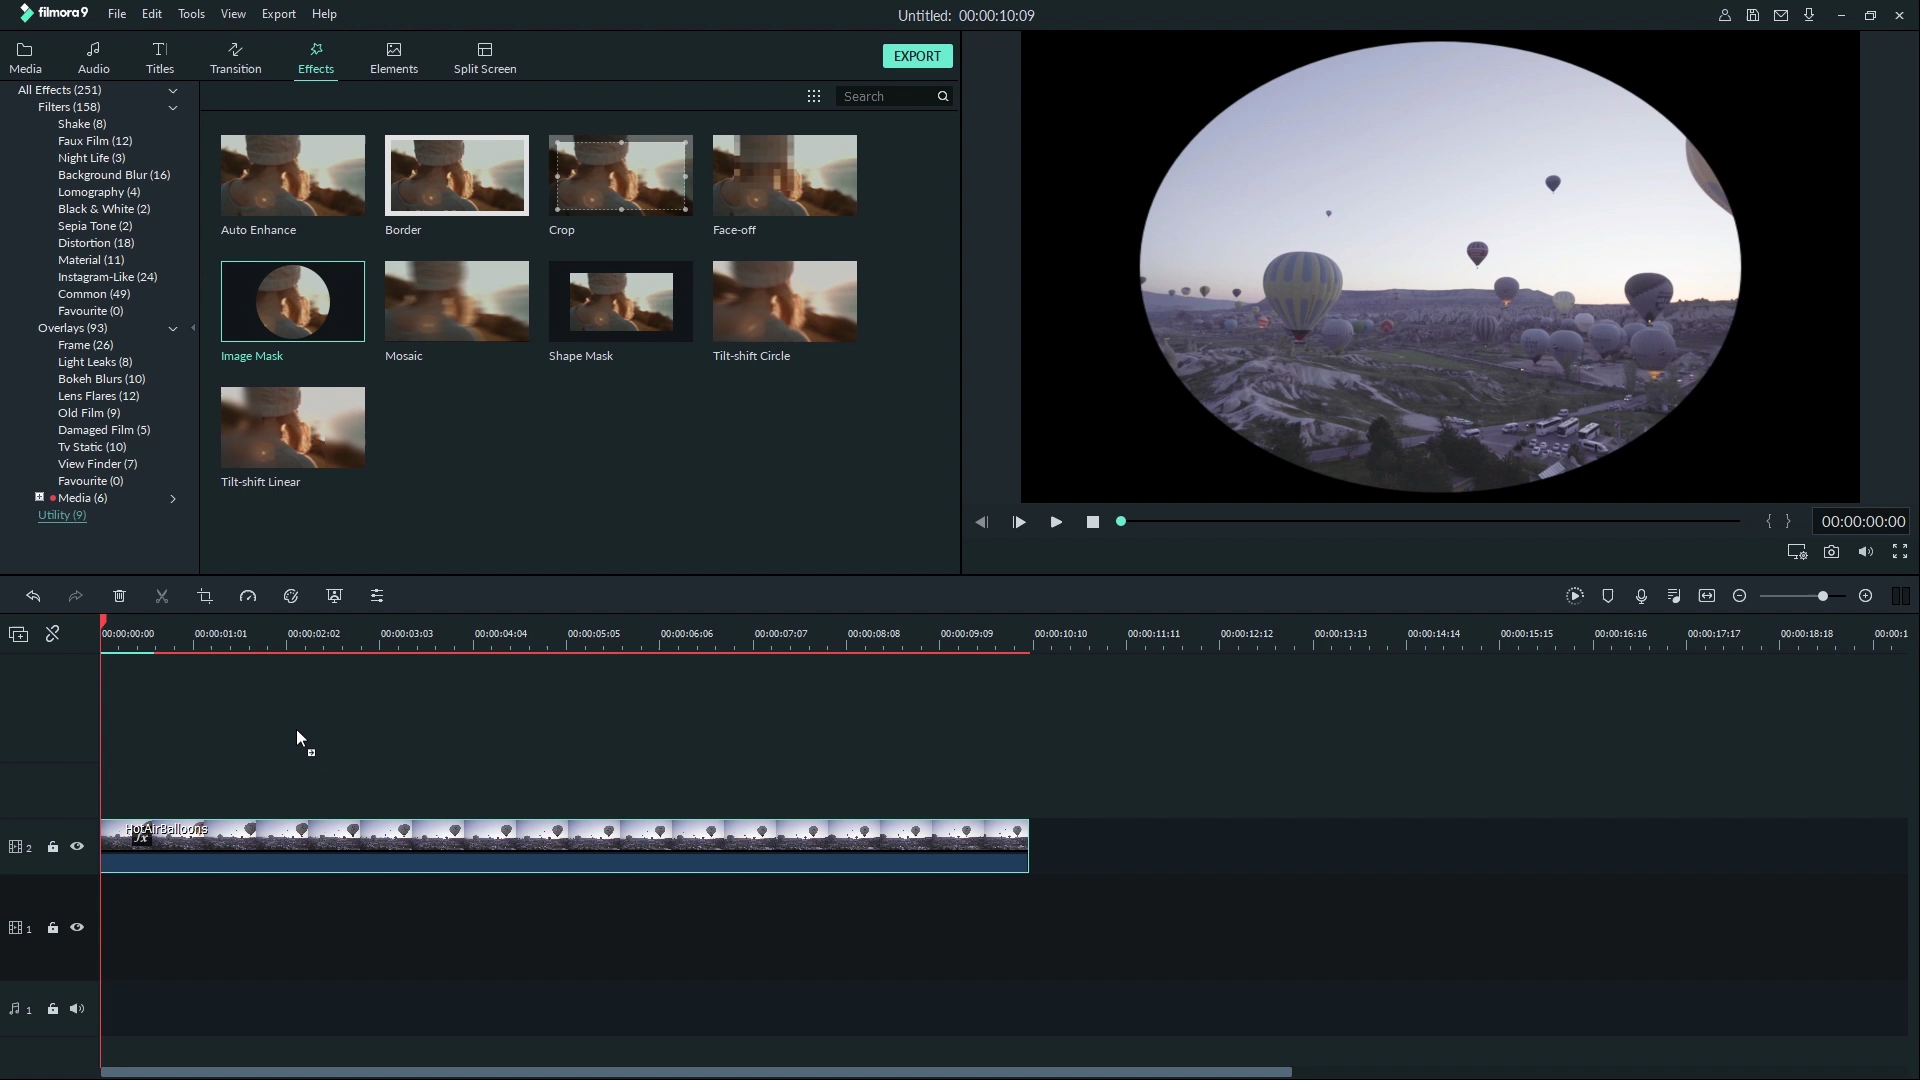 filmora9 File Edit Tools View Export Help
Untitled: 00:00:10:09
Media Audio Titles Transition Effects Elements Split Screen
EXPORT
Search
All Effects (251)
Filters (158)
Shake (8)
Faux Film (12)
Night Life (3)
Background Blur (16)
Lomography (4)
Black & White (2)
Sepia Tone (2)
Distortion (18)
Material (11)
Instagram-Like (24)
Common (49)
Favourite (0)
Overlays (93)
Frame (26)
Light Leaks (8)
Bokeh Blurs (10)
Lens Flares (12)
Old Film (9)
Damaged Film (5)
Tv Static (10)
View Finder (7)
Favourite (0)
Media (6)
Utility (9)
Auto Enhance Border Crop Face-off
Image Mask Mosaic Shape Mask Tilt-shift Circle
Tilt-shift Linear
00:00:00:00
00:00:00:00 00:00:01:01 00:00:02:02 00:00:03:03 00:00:04:04 00:00:05:05 00:00:06:06 00:00:07:07 00:00:08:08 00:00:09:09 00:00:10:10 00:00:11:11 00:00:12:12 00:00:13:13 00:00:14:14 00:00:15:15 00:00:16:16 00:00:17:17 00:00:18:18 00:00:1
HotAirBalloons
fx
2
1
1